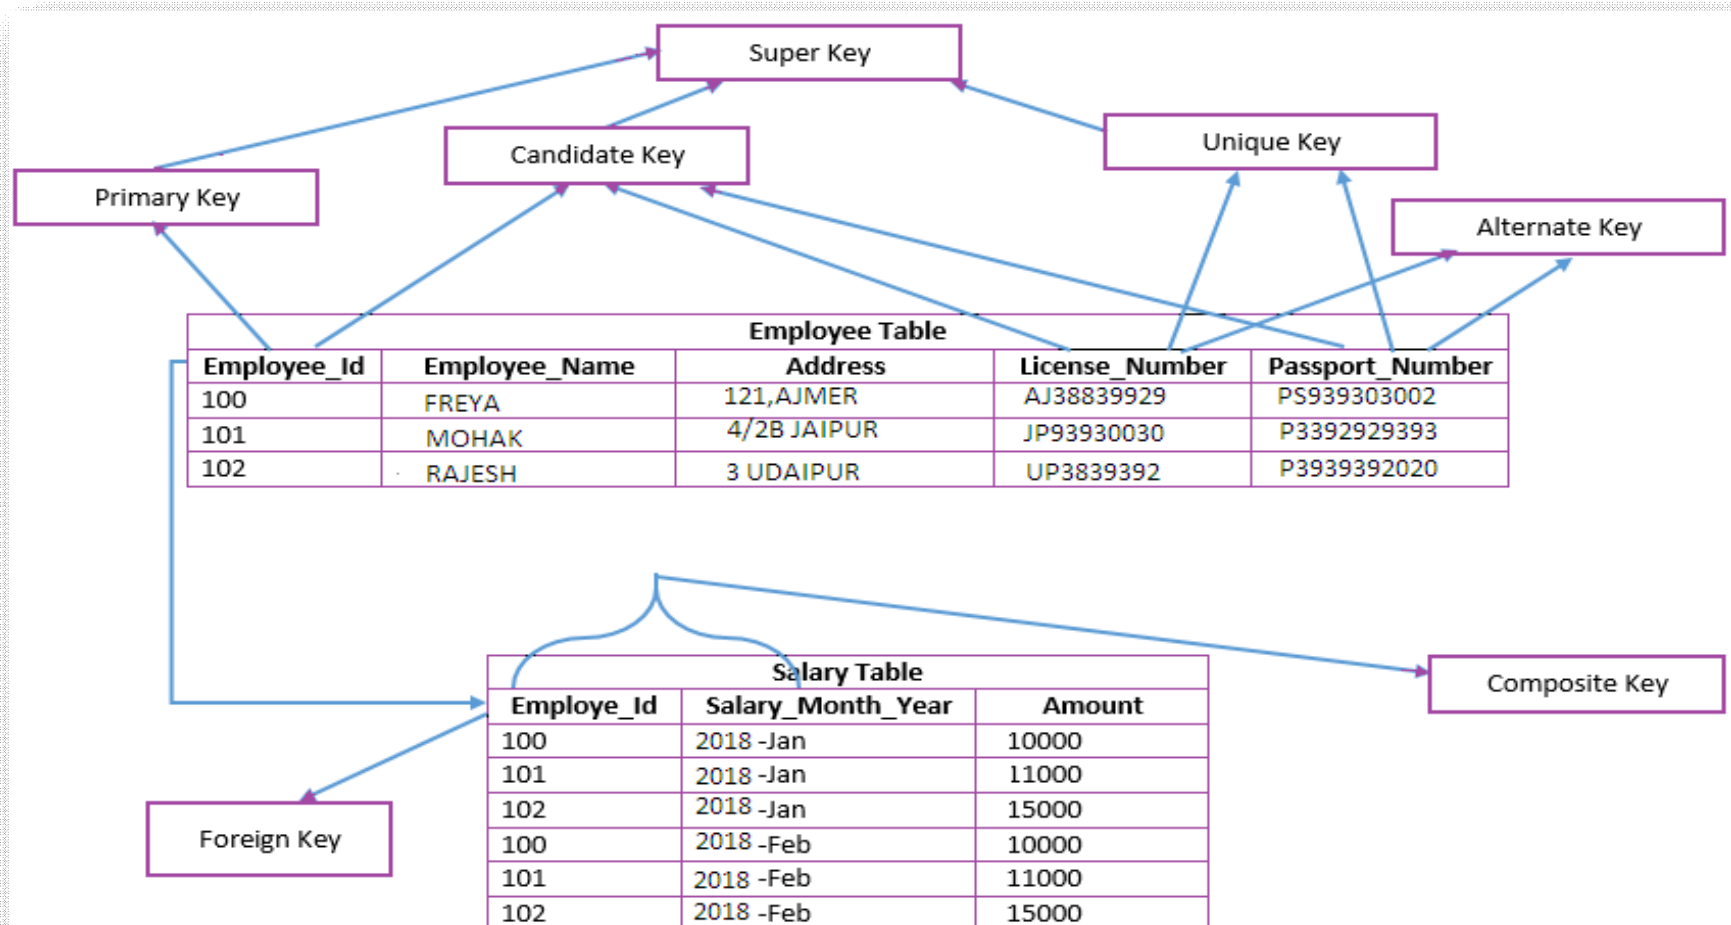 Super Key
Candidate Key
Unique Key
Primary Key
Alternate Key
Employee Table
Employee_Id Employee_Name Address License_Number Passport_Number
100 FREYA 121,AJMER AJ38839929 PS939303002
101 MOHAK 4/2B JAIPUR JP93930030 P3392929393
102 RAJESH 3 UDAIPUR UP3839392 P3939392020
Salary Table
Composite Key
Employe_Id Salary_Month_Year Amount
100 2018 -Jan 10000
101 2018 -Jan 11000
102 2018 -Jan 15000
Foreign Key
100 2018 -Feb 10000
101 2018 -Feb 11000
102 2018 -Feb 15000